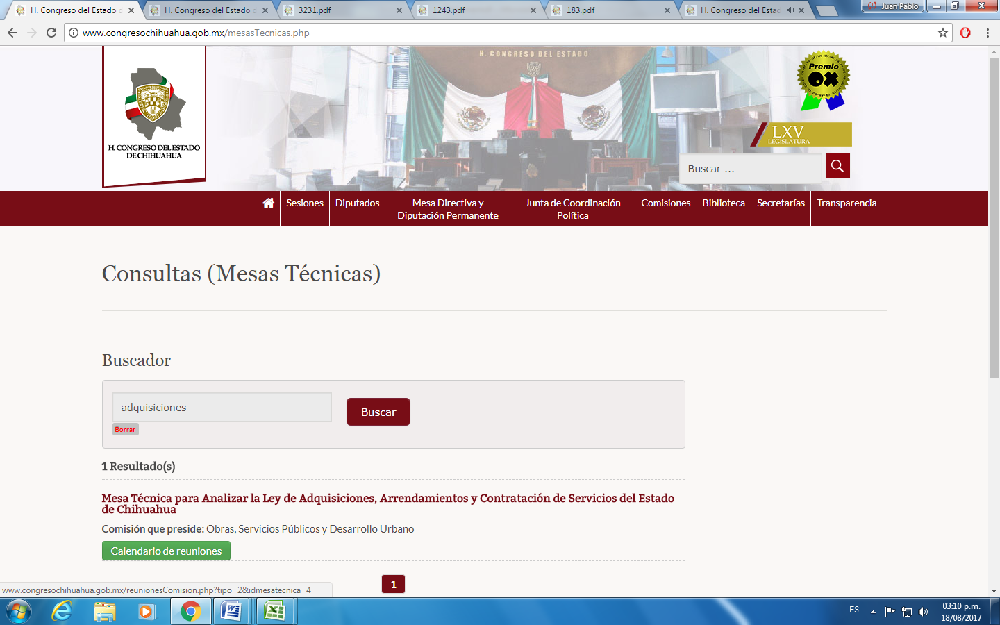 H. Congreso del Estado d
H. Congreso del Estado d
3231.pdf
1243.pdf
183.pdf
H. Congreso del Estad
Juan Pablo
www.congresochihuahua.gob.mx/mesasTecnicas.php
H. CONGRESO DEL ESTADO
DE CHIHUAHUA
H. CONGRESO DEL ESTADO
Premio
OX
LXV
LEGISLATURA
Buscar ...
Sesiones
Diputados
Mesa Directiva y
Diputación Permanente
Junta de Coordinación
Política
Comisiones
Biblioteca
Secretarías
Transparencia
Consultas (Mesas Técnicas)
Buscador
adquisiciones
Buscar
Borrar
1 Resultado(s)
Mesa Técnica para Analizar la Ley de Adquisiciones, Arrendamientos y Contratación de Servicios del Estado
de Chihuahua
Comisión que preside: Obras, Servicios Públicos y Desarrollo Urbano
Calendario de reuniones
1
www.congresochihuahua.gob.mx/reunionesComision.php?tipo=2&idmesatecnica=4
ES
03:10 p.m.
18/08/2017